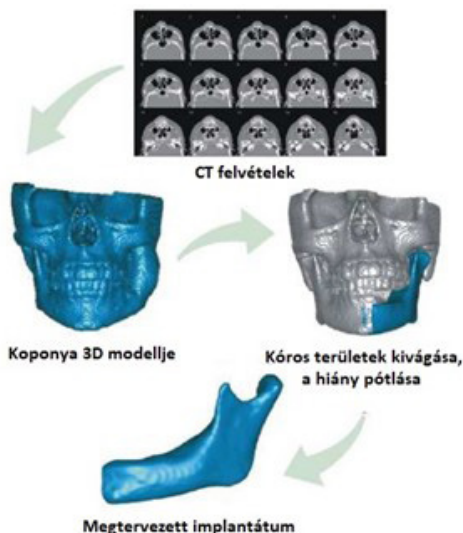 CT felvételek
Koponya 3D modellje
Kóros területek kivágása,
a hiány pótlása
Megtervezett implantátum